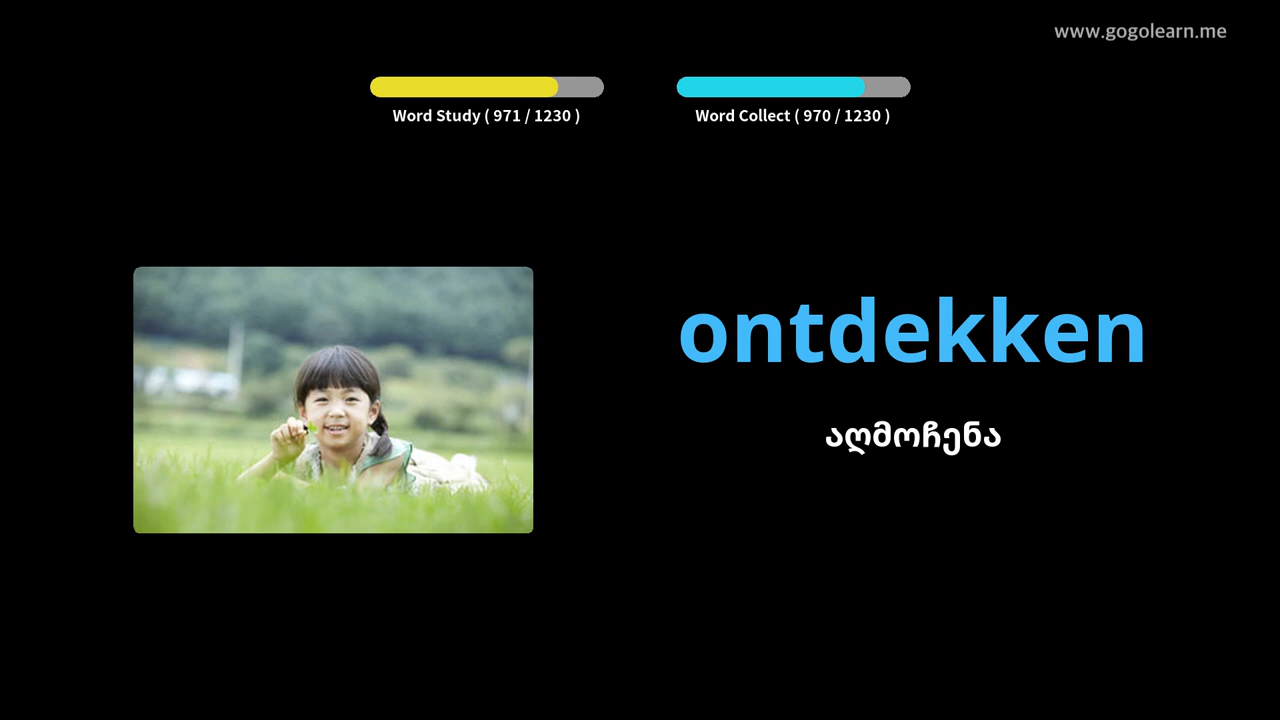 www.gogolearn.me
Word Study ( 971 / 1230 )
Word Collect ( 970 / 1230 )
ontdekken
აღმოჩენა